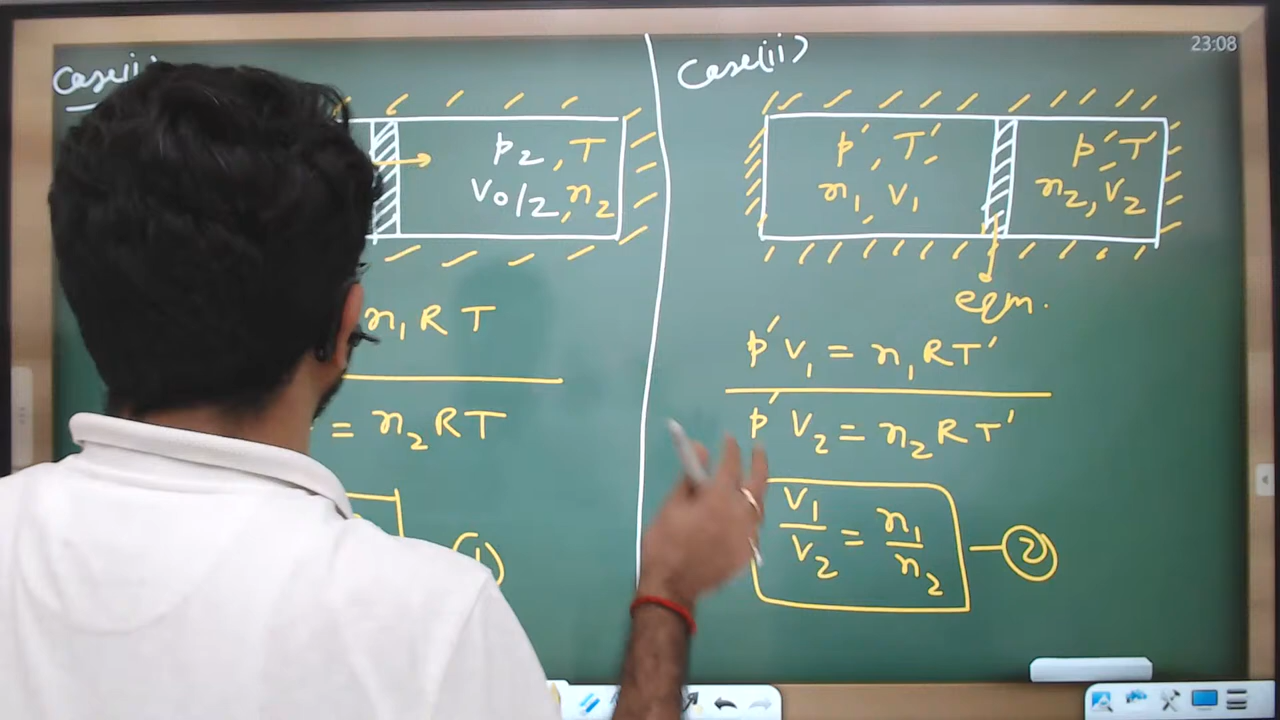 23:08
Case(i)
p2, T
V0/2, n2
n1RT
= n2RT
1
Case(ii)
p', T'
n1, V1
p', T'
n2, V2
eqm.
p'V1 = n1RT'
p'V2 = n2RT'
V1/V2 = n1/n2 — 2